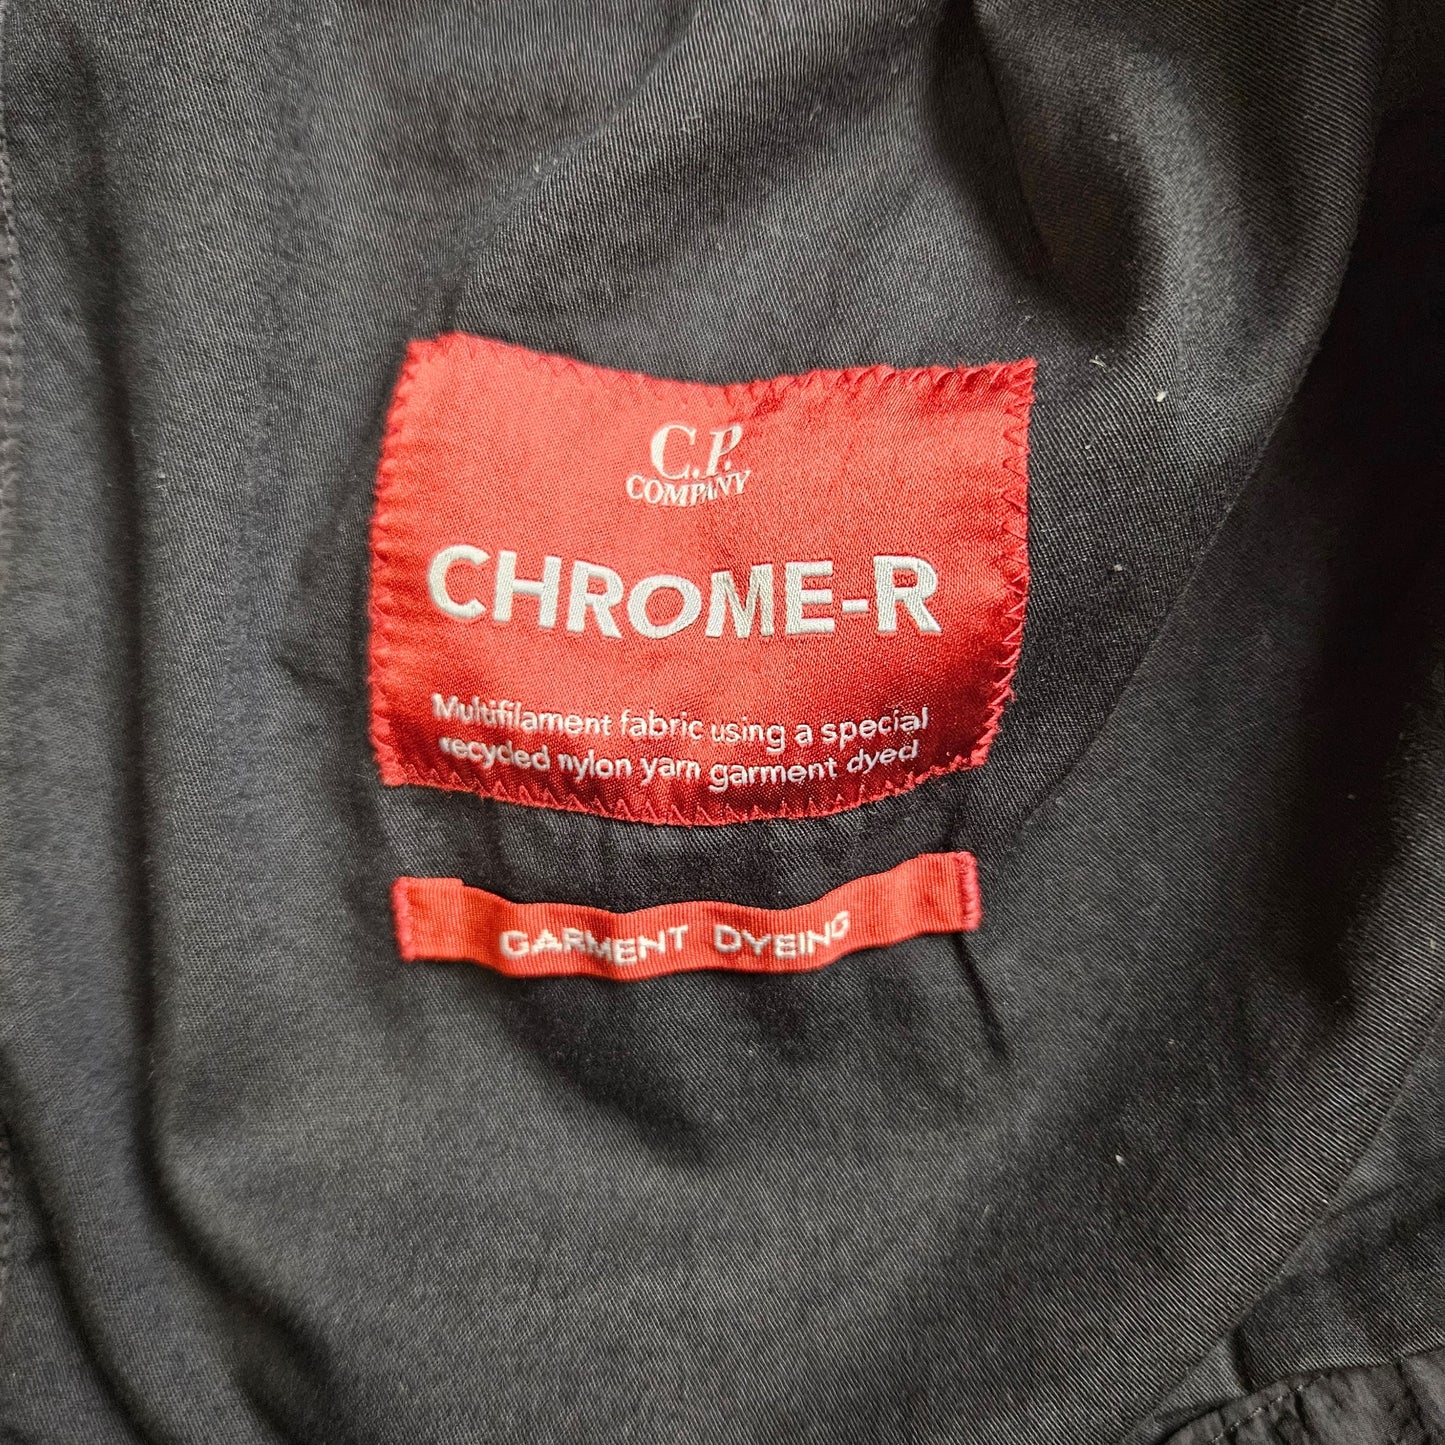 C.P.
COMPANY
CHROME-R
Multifilament fabric using a special
recycled nylon yarn garment dyed
GARMENT DYEING